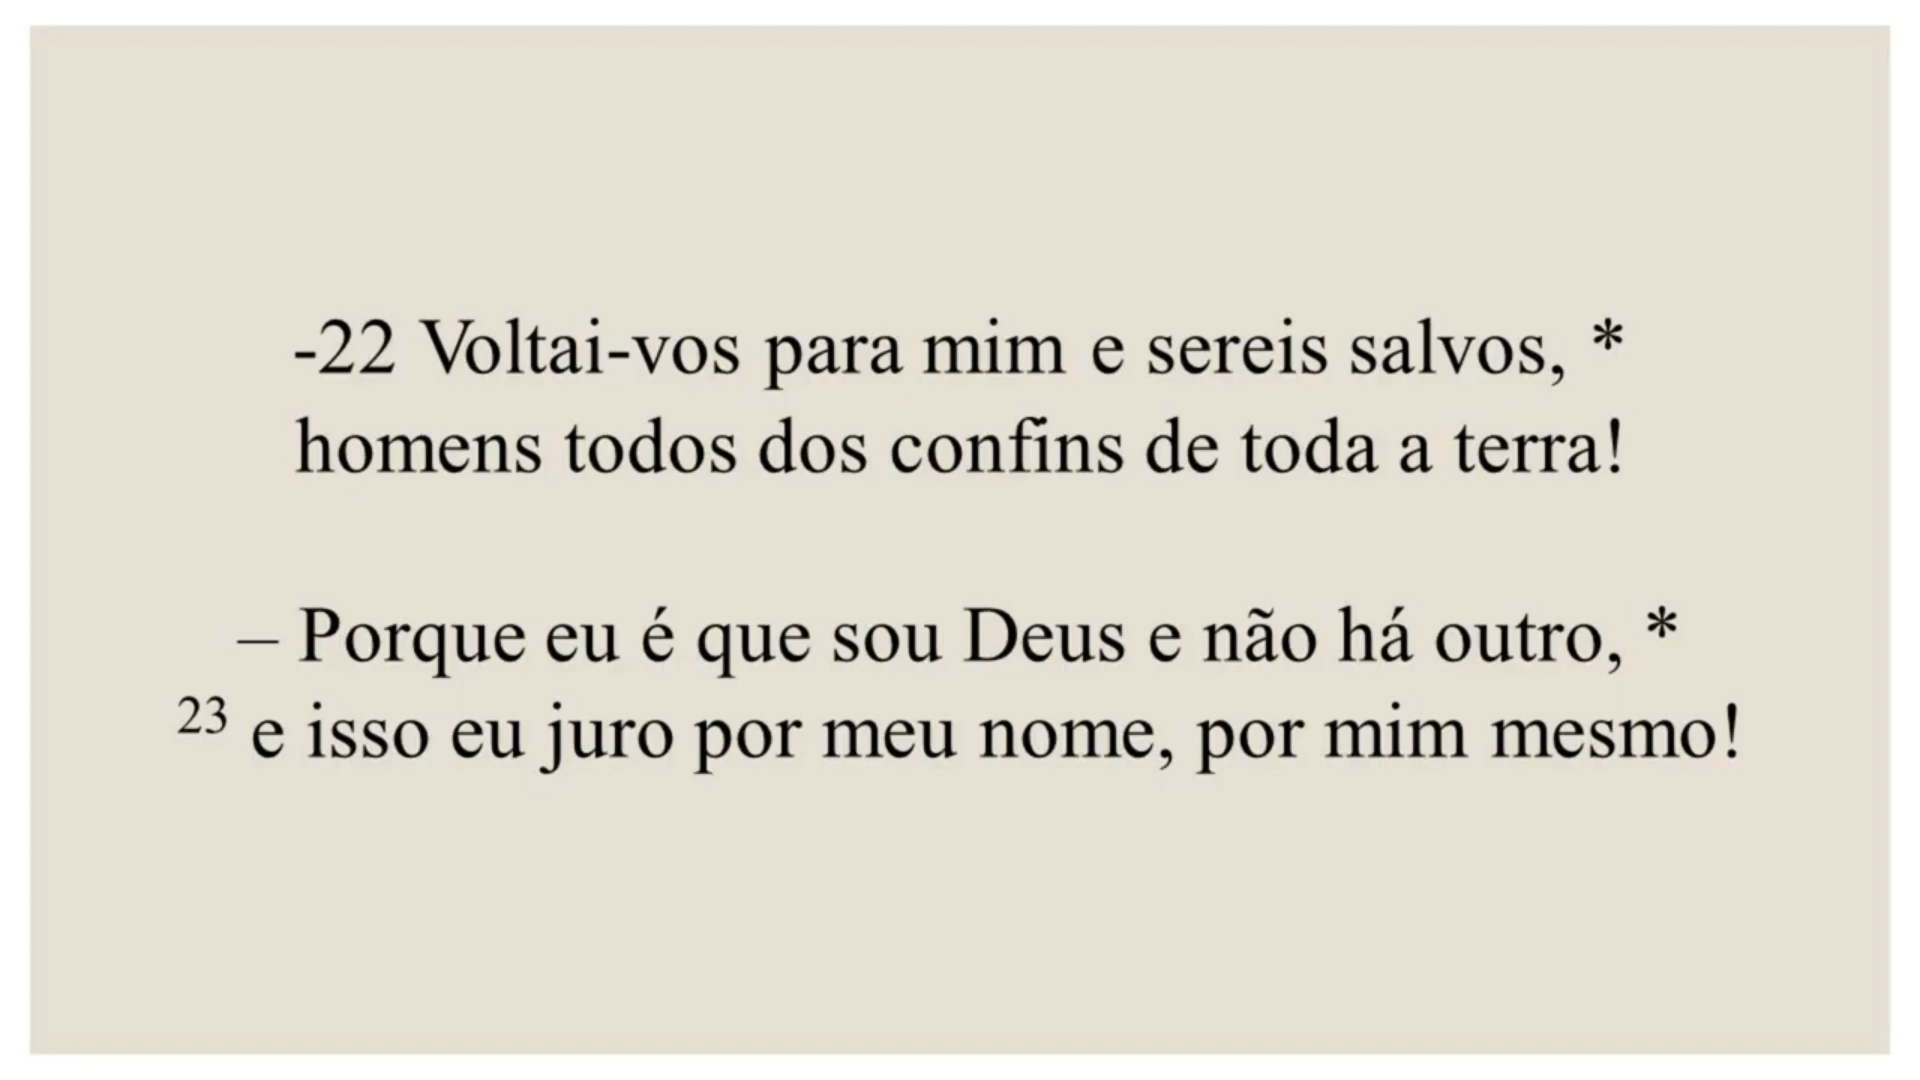 -22 Voltai-vos para mim e sereis salvos, *
homens todos dos confins de toda a terra!
– Porque eu é que sou Deus e não há outro, *
23 e isso eu juro por meu nome, por mim mesmo!